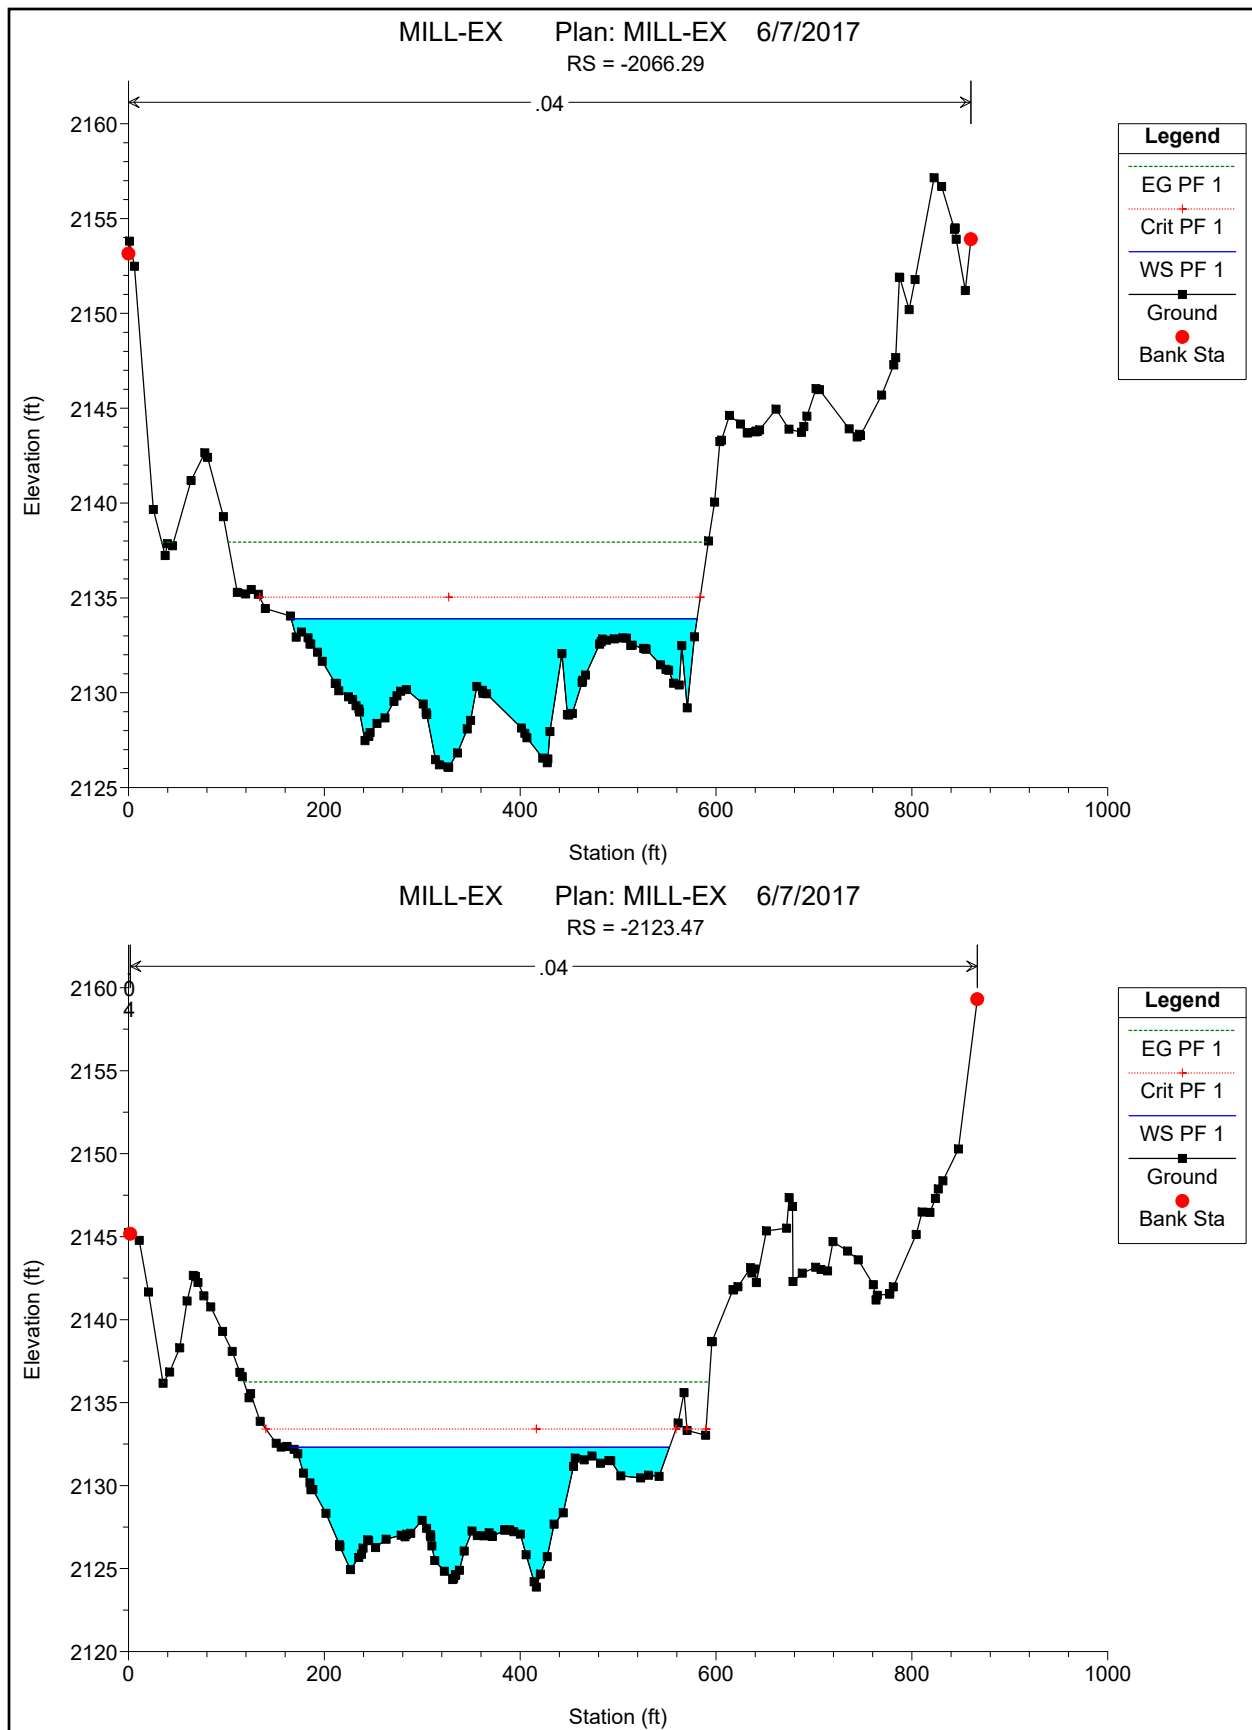 MILL-EX Plan: MILL-EX 6/7/2017
RS = -2066.29
.04
Legend
EG PF 1
Crit PF 1
WS PF 1
Ground
Bank Sta
Elevation (ft)
2160
2155
2150
2145
2140
2135
2130
2125
0 200 400 600 800 1000
Station (ft)
MILL-EX Plan: MILL-EX 6/7/2017
RS = -2123.47
.04
0
4
Legend
EG PF 1
Crit PF 1
WS PF 1
Ground
Bank Sta
Elevation (ft)
2160
2155
2150
2145
2140
2135
2130
2125
2120
0 200 400 600 800 1000
Station (ft)